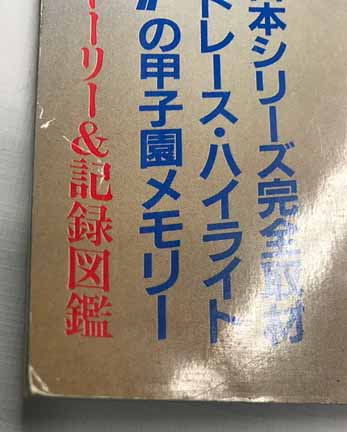 本シリーズ完全取材
トレース・ハイライト
〃の甲子園メモリー
ーリー&記録図鑑